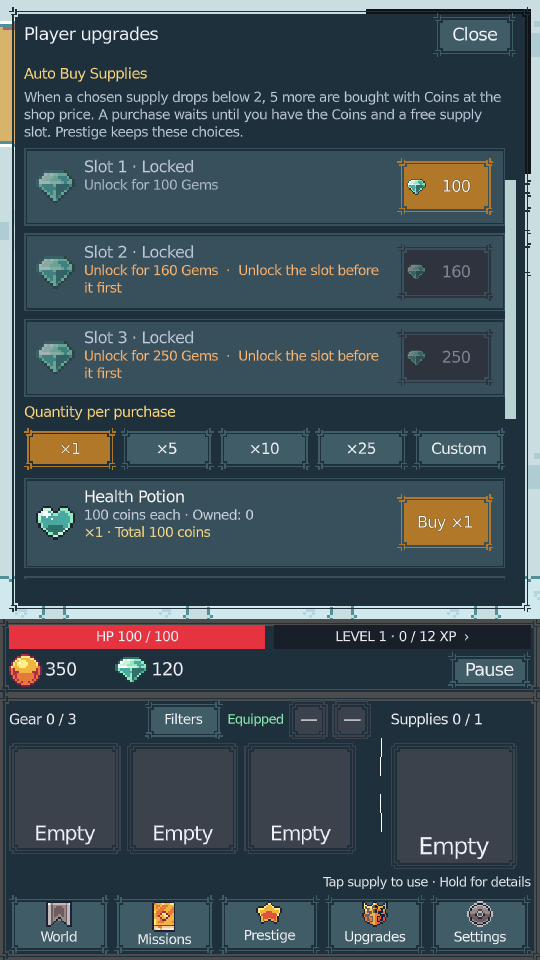 Player upgrades
Close
Auto Buy Supplies
When a chosen supply drops below 2, 5 more are bought with Coins at the
shop price. A purchase waits until you have the Coins and a free supply
slot. Prestige keeps these choices.
Slot 1 · Locked
Unlock for 100 Gems
100
Slot 2 · Locked
Unlock for 160 Gems · Unlock the slot before
it first
160
Slot 3 · Locked
Unlock for 250 Gems · Unlock the slot before
it first
250
Quantity per purchase
×1 ×5 ×10 ×25 Custom
Health Potion
100 coins each · Owned: 0
×1 · Total 100 coins
Buy ×1
HP 100 / 100
LEVEL 1 · 0 / 12 XP ›
350 120 Pause
Gear 0 / 3 Filters Equipped — — Supplies 0 / 1
Empty Empty Empty Empty
Tap supply to use · Hold for details
World Missions Prestige Upgrades Settings